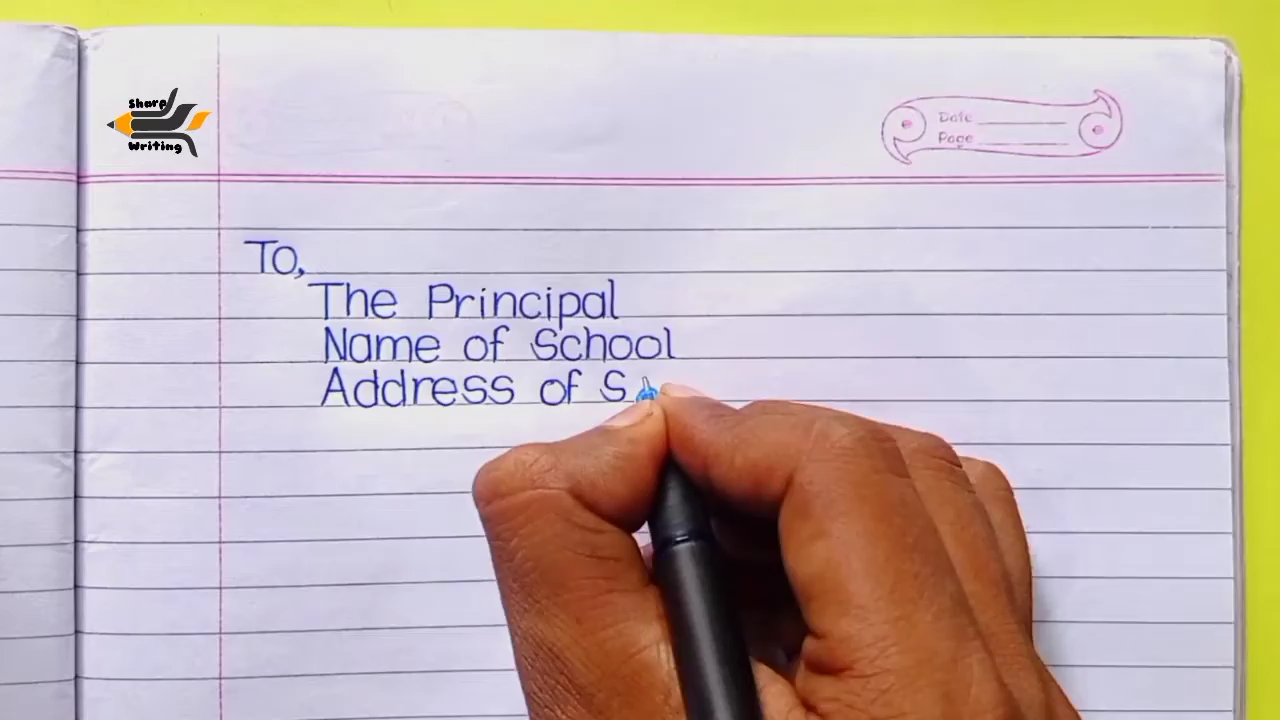 Sharp
Writing
Date
Page
To,
The Principal
Name of School
Address of S